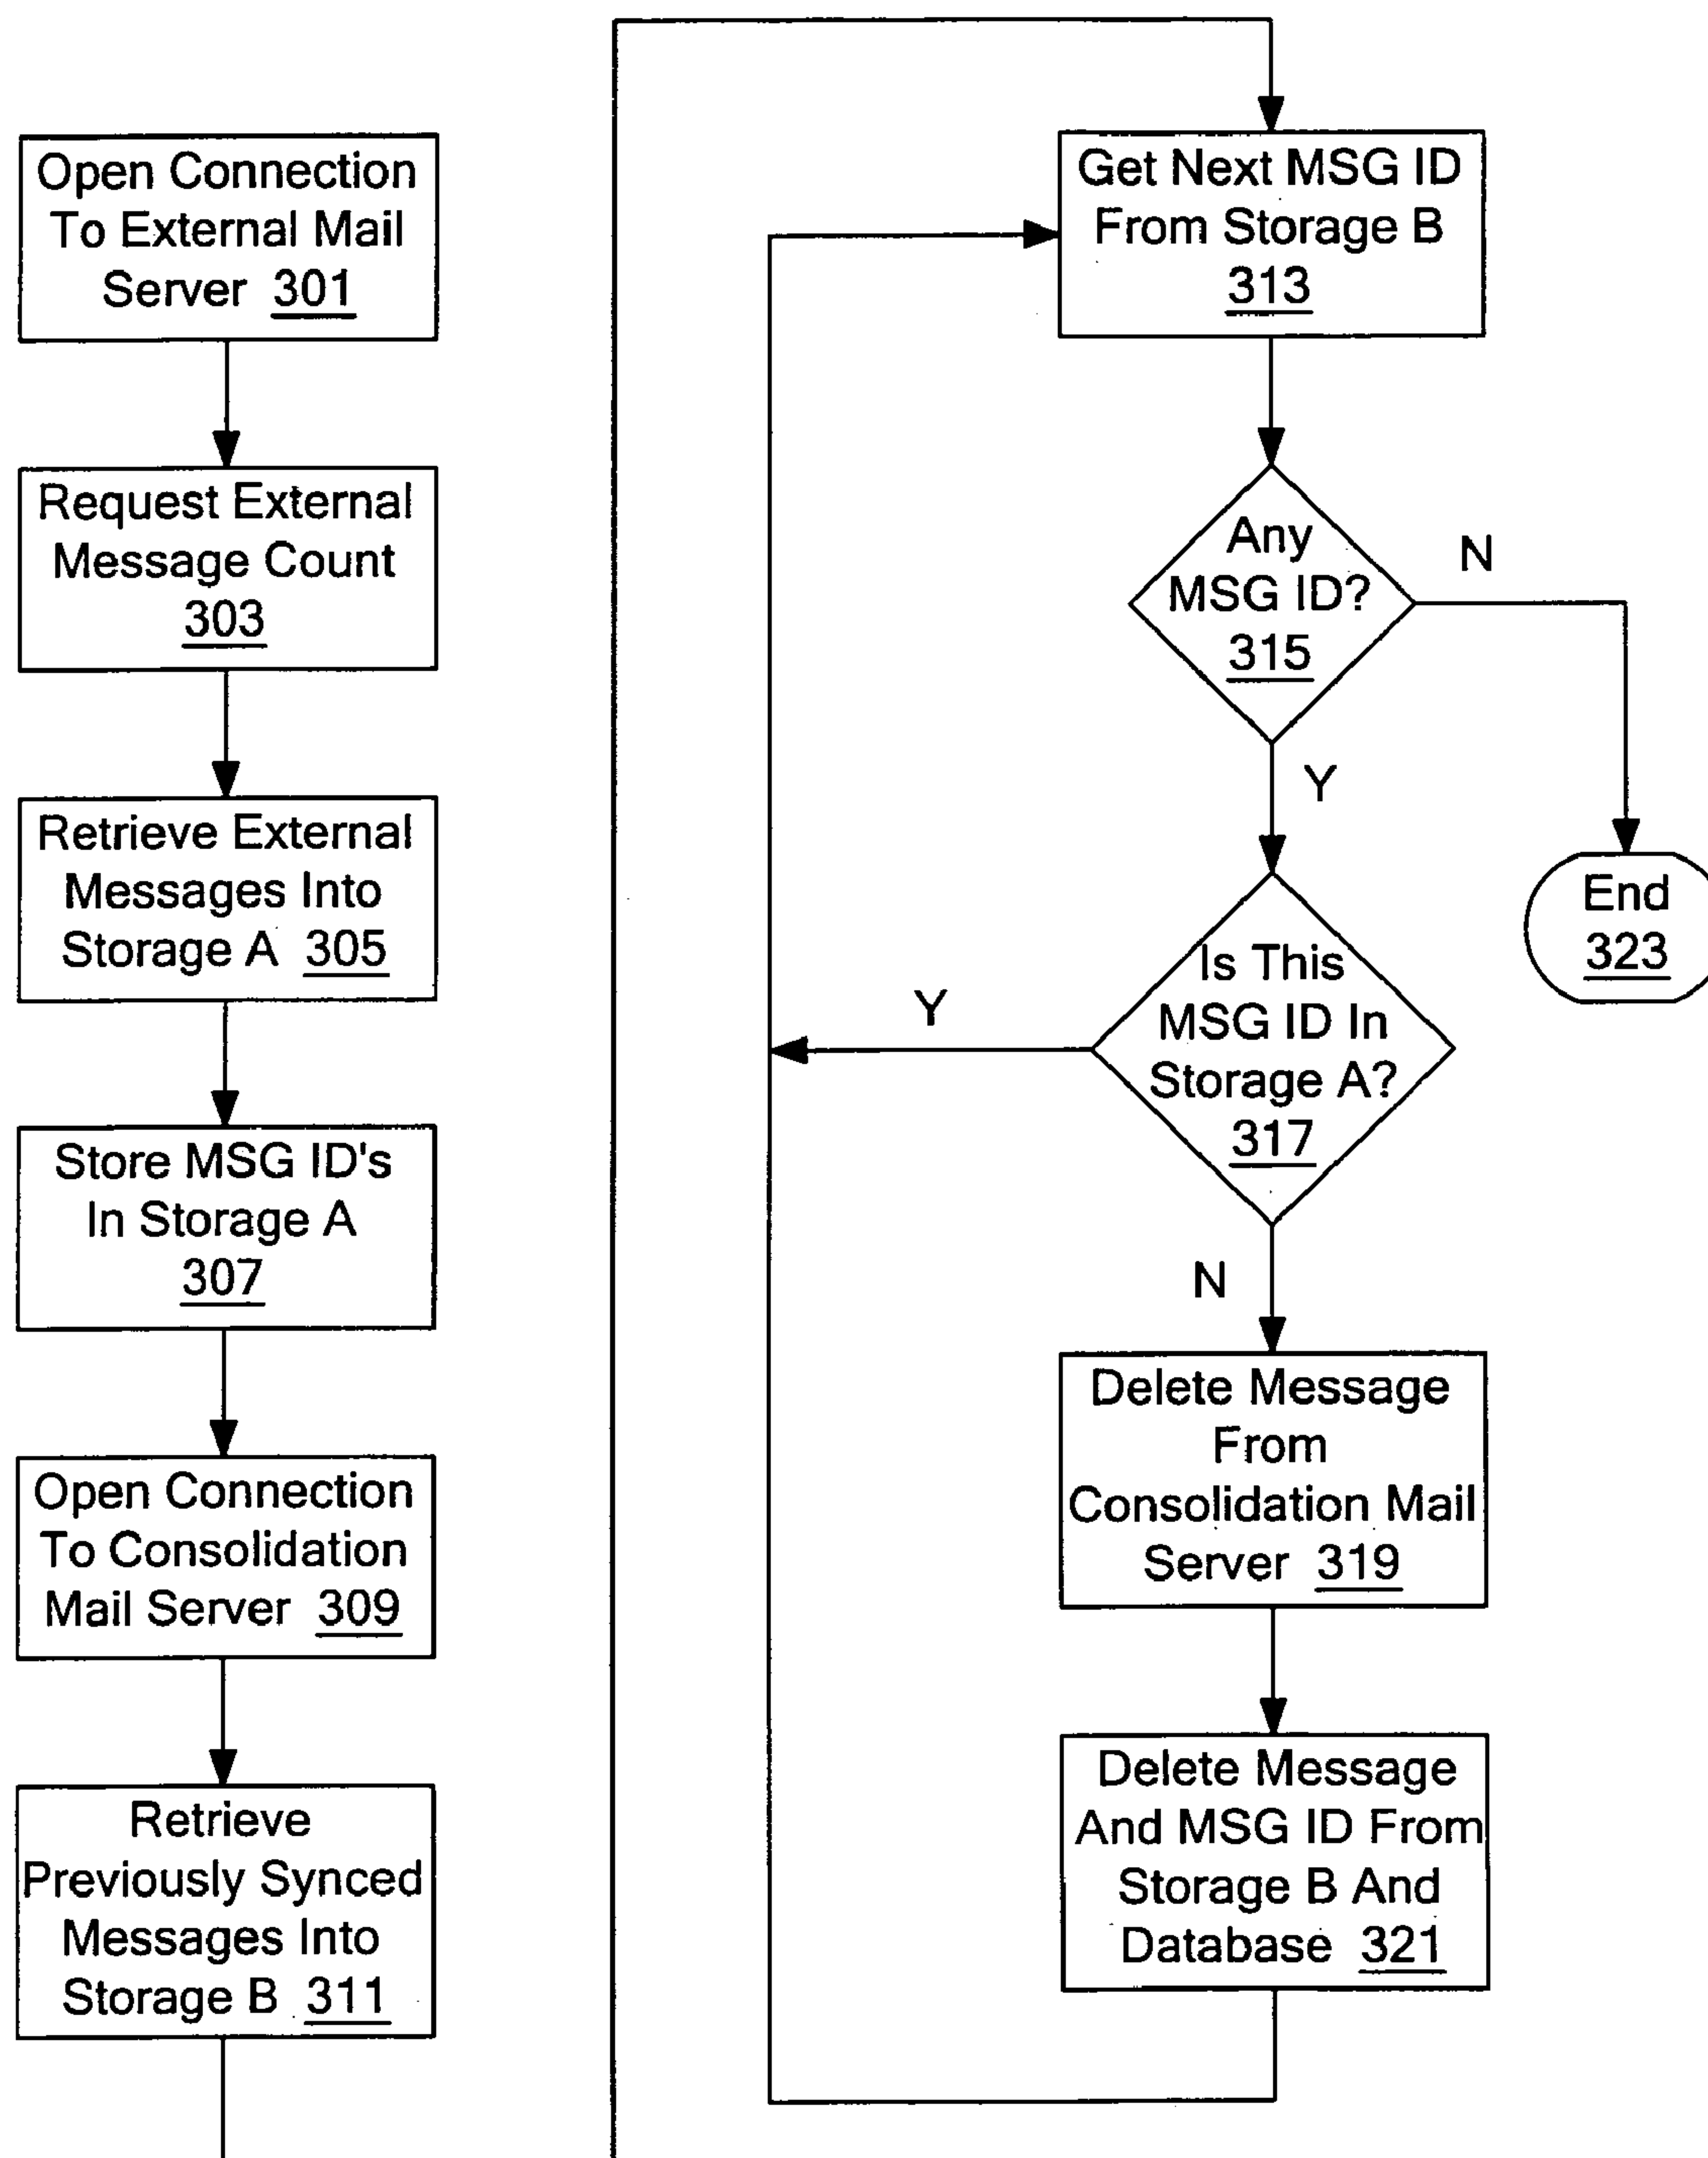 Open Connection
To External Mail
Server 301
Request External
Message Count
303
Retrieve External
Messages Into
Storage A 305
Store MSG ID's
In Storage A
307
Open Connection
To Consolidation
Mail Server 309
Retrieve
Previously Synced
Messages Into
Storage B 311
Get Next MSG ID
From Storage B
313
Any
MSG ID?
315
N
Y
End
323
Is This
MSG ID In
Storage A?
317
Y
N
Delete Message
From
Consolidation Mail
Server 319
Delete Message
And MSG ID From
Storage B And
Database 321